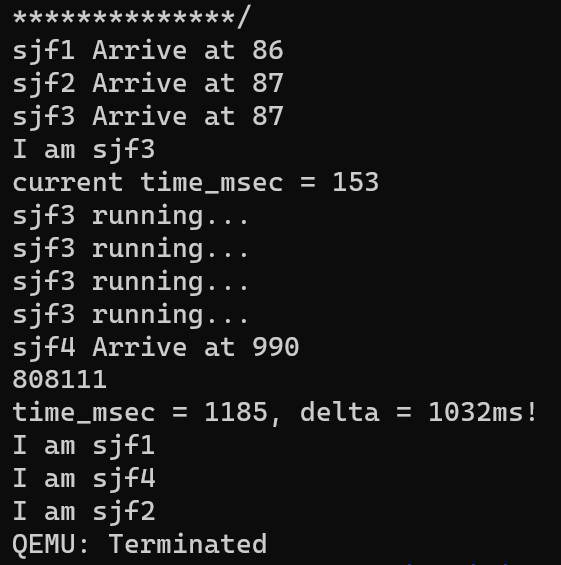 **************/
sjf1 Arrive at 86
sjf2 Arrive at 87
sjf3 Arrive at 87
I am sjf3
current time_msec = 153
sjf3 running...
sjf3 running...
sjf3 running...
sjf3 running...
sjf4 Arrive at 990
808111
time_msec = 1185, delta = 1032ms!
I am sjf1
I am sjf4
I am sjf2
QEMU: Terminated